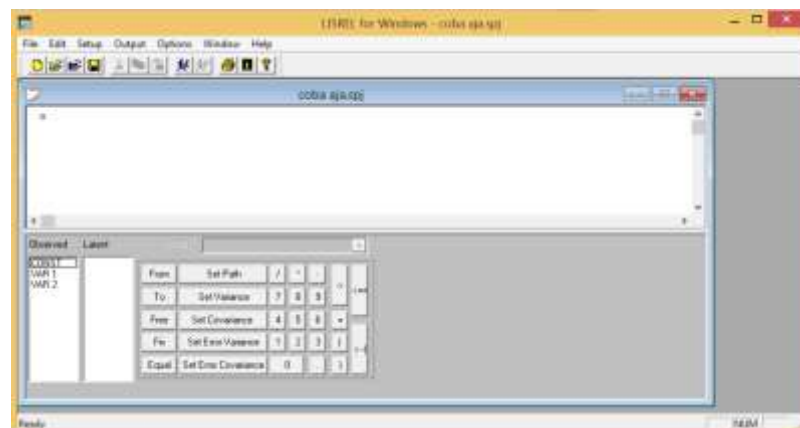 LISREL for Windows - coba aja.spj
File Edit Setup Output Options Window Help
coba aja.spj
Observed Latent
CONST
VAR 1
VAR 2
From Set Path / * -
To Set Variance 7 8 9
Free Set Covariance 4 5 6
Fix Set Error Variance 1 2 3
Equal Set Error Covariance 0
Ready NUM